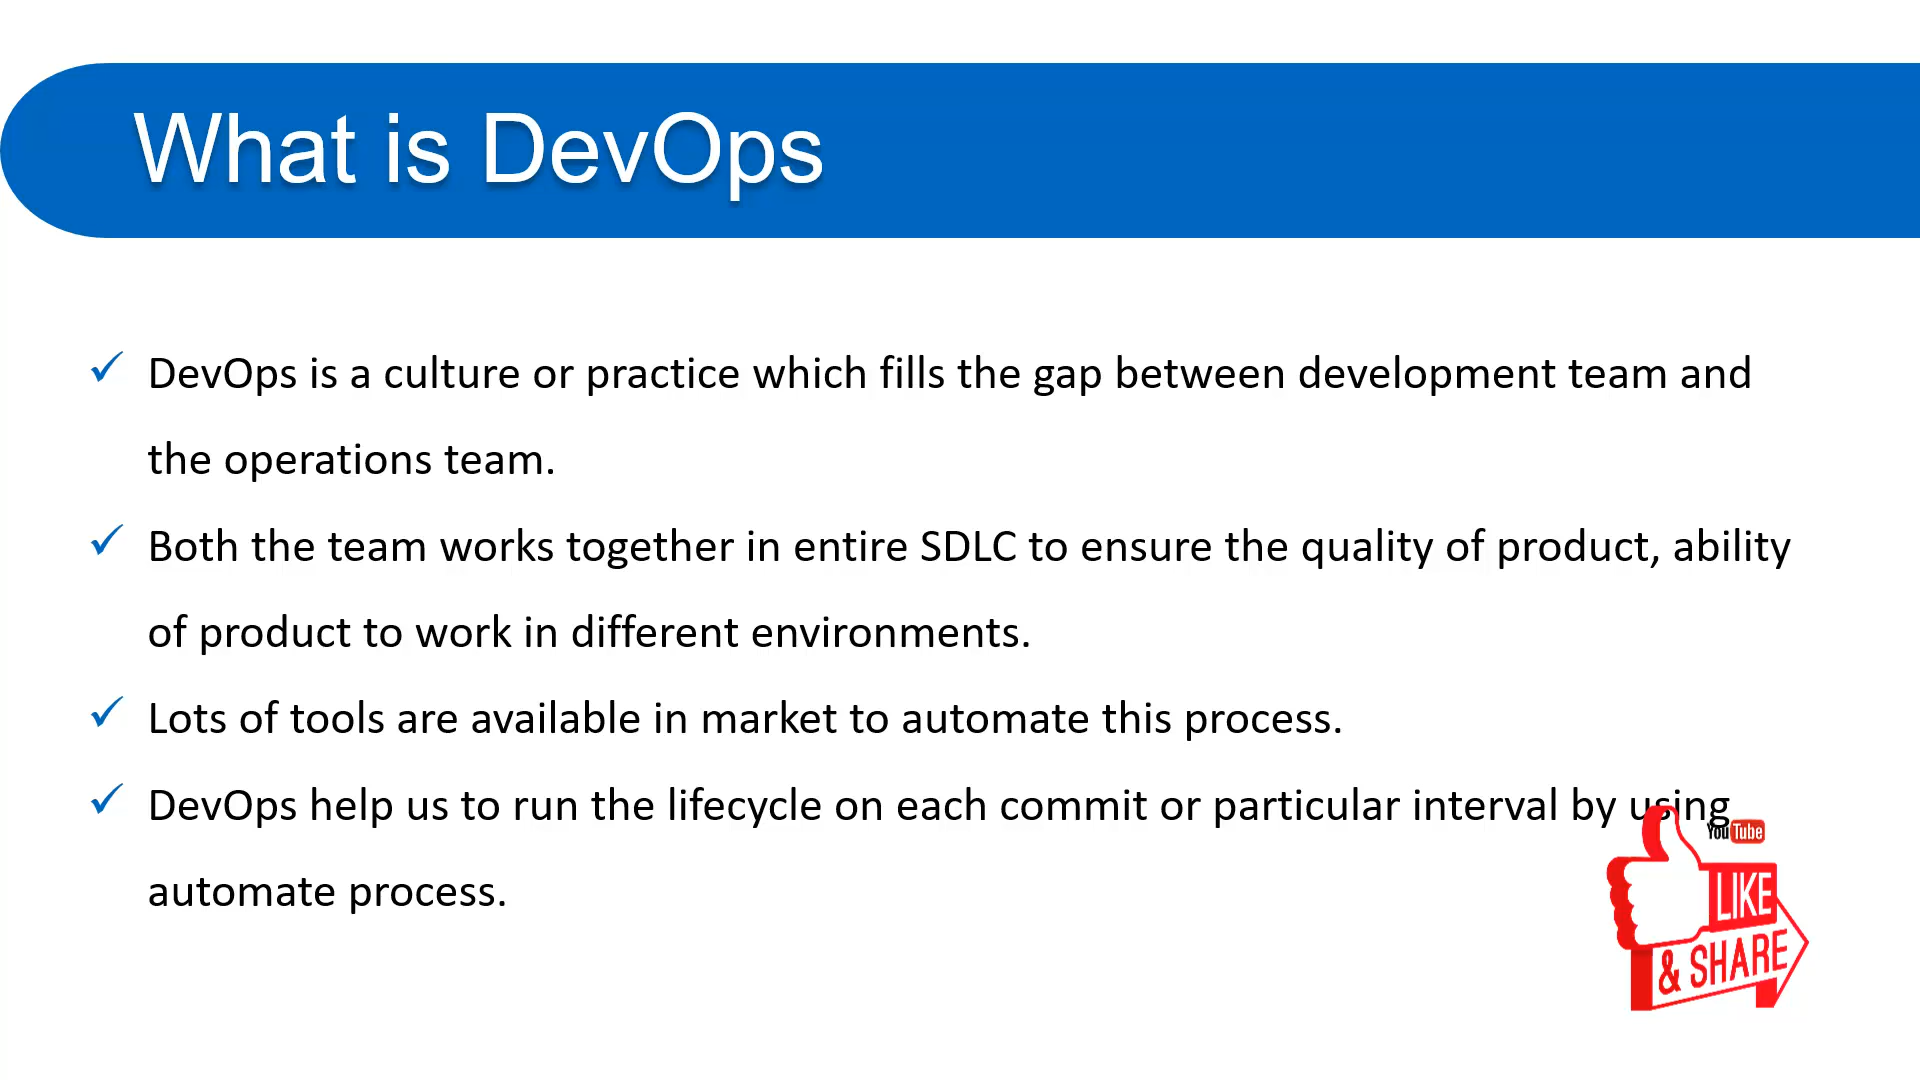 What is DevOps
DevOps is a culture or practice which fills the gap between development team and
the operations team.
Both the team works together in entire SDLC to ensure the quality of product, ability
of product to work in different environments.
Lots of tools are available in market to automate this process.
DevOps help us to run the lifecycle on each commit or particular interval by using
automate process.
YouTube
LIKE
& SHARE